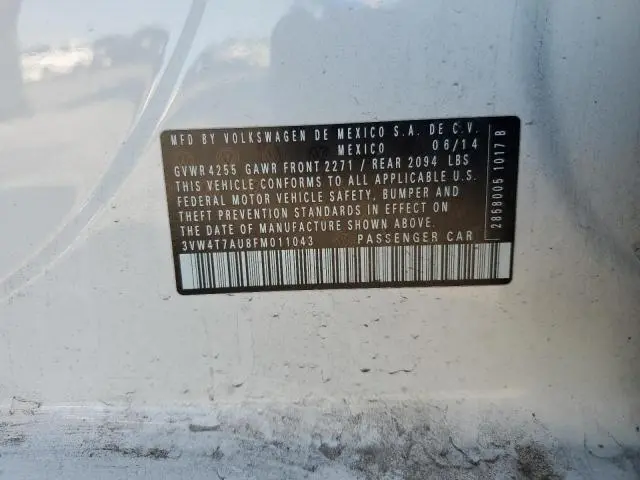 MFD BY VOLKSWAGEN DE MEXICO S.A. DE C.V.
MEXICO 06/14
GVWR 4255 GAWR FRONT 2271 / REAR 2094 LBS
THIS VEHICLE CONFORMS TO ALL APPLICABLE U.S.
FEDERAL MOTOR VEHICLE SAFETY, BUMPER AND
THEFT PREVENTION STANDARDS IN EFFECT ON
THE DATE OF MANUFACTURE SHOWN ABOVE.
3VW4T7AU8FM011043 PASSENGER CAR
2858005 1017 B